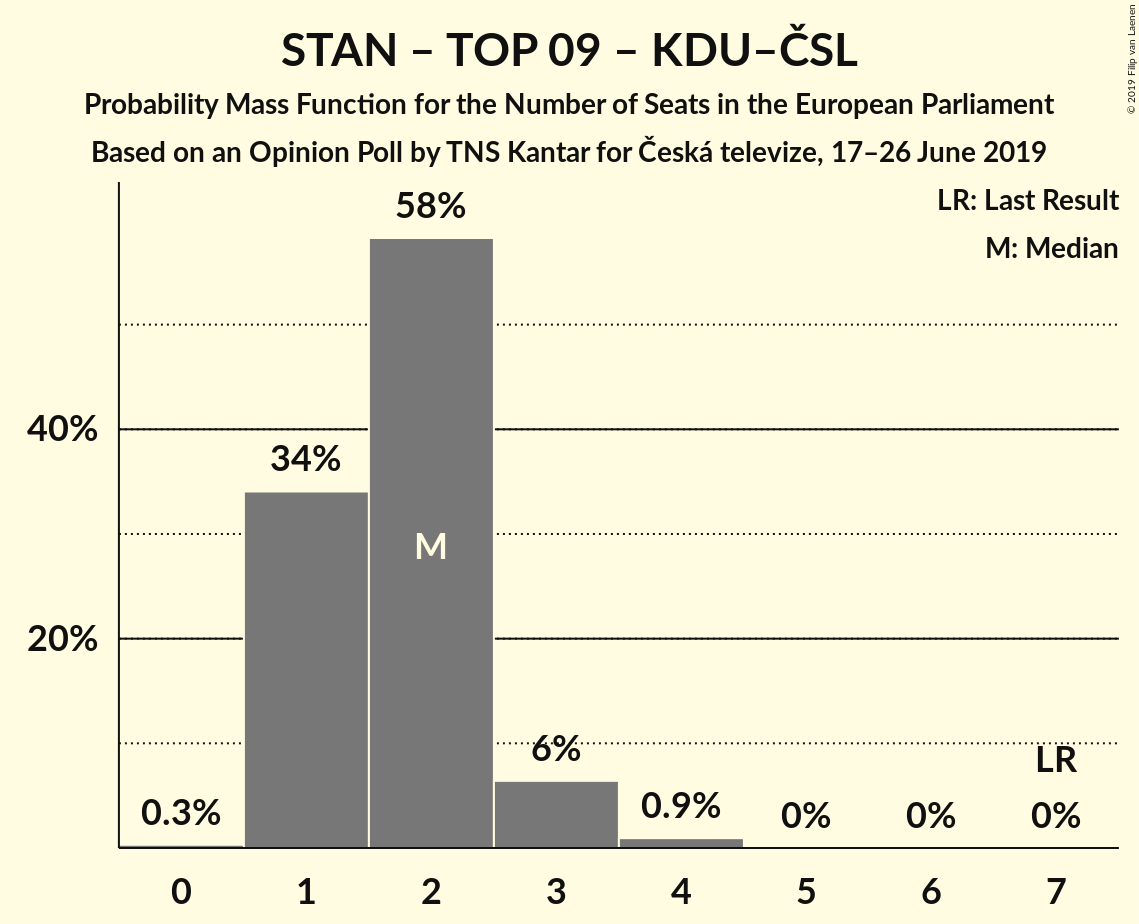 STAN – TOP 09 – KDU–ČSL
Probability Mass Function for the Number of Seats in the European Parliament
Based on an Opinion Poll by TNS Kantar for Česká televize, 17–26 June 2019
© 2019 Filip van Laenen
LR: Last Result
M: Median
58%
40%
34%
M
20%
6%
LR
0.3%
0.9%
0%
0%
0%
0 1 2 3 4 5 6 7